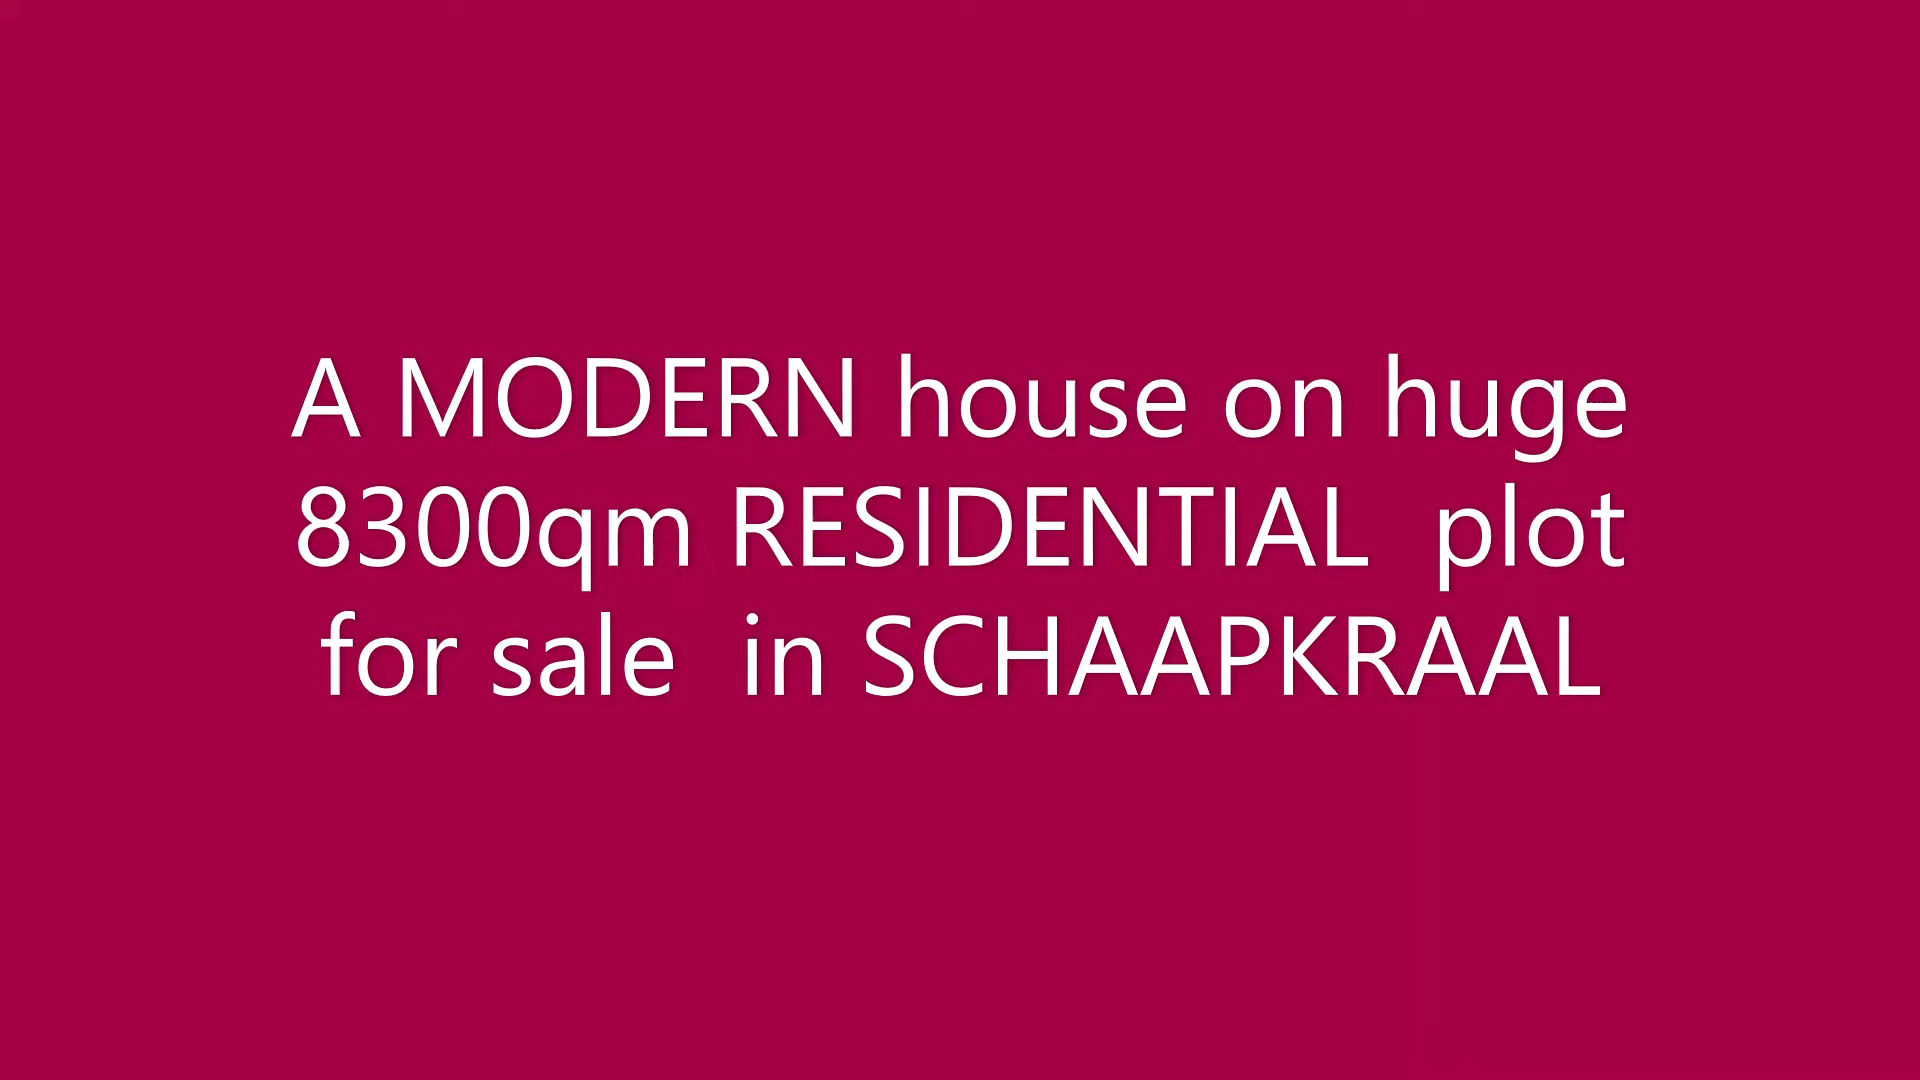 A MODERN house on huge
8300qm RESIDENTIAL  plot
for sale  in SCHAAPKRAAL